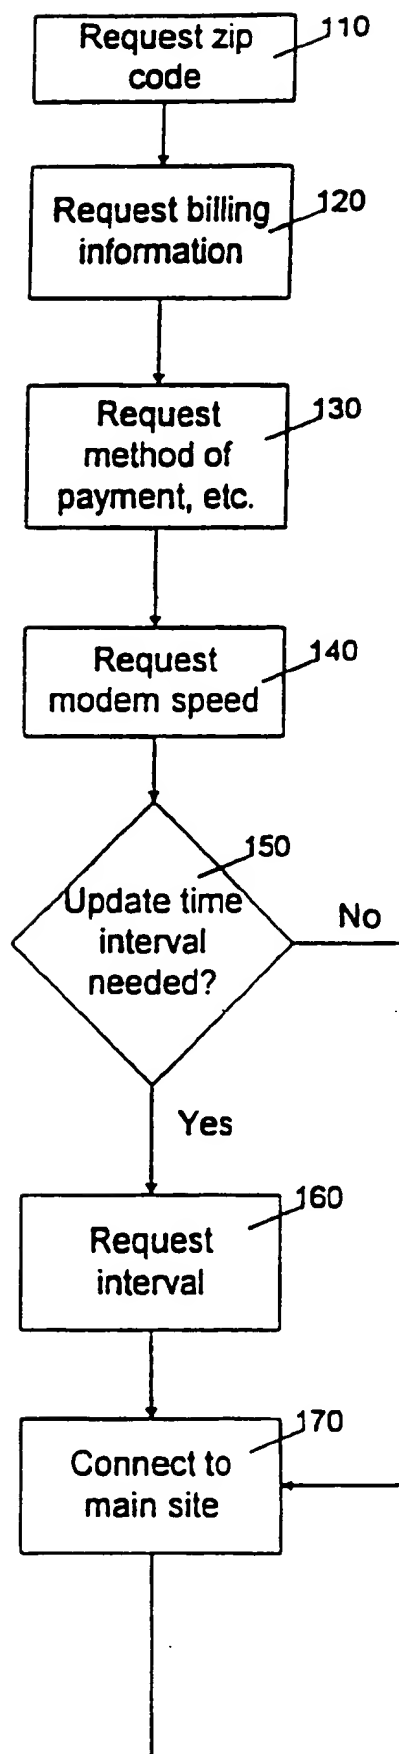 Request zip
code
110
Request billing
information
120
Request
method of
payment, etc.
130
Request
modem speed
140
150
Update time
interval
needed?
No
Yes
160
Request
interval
170
Connect to
main site